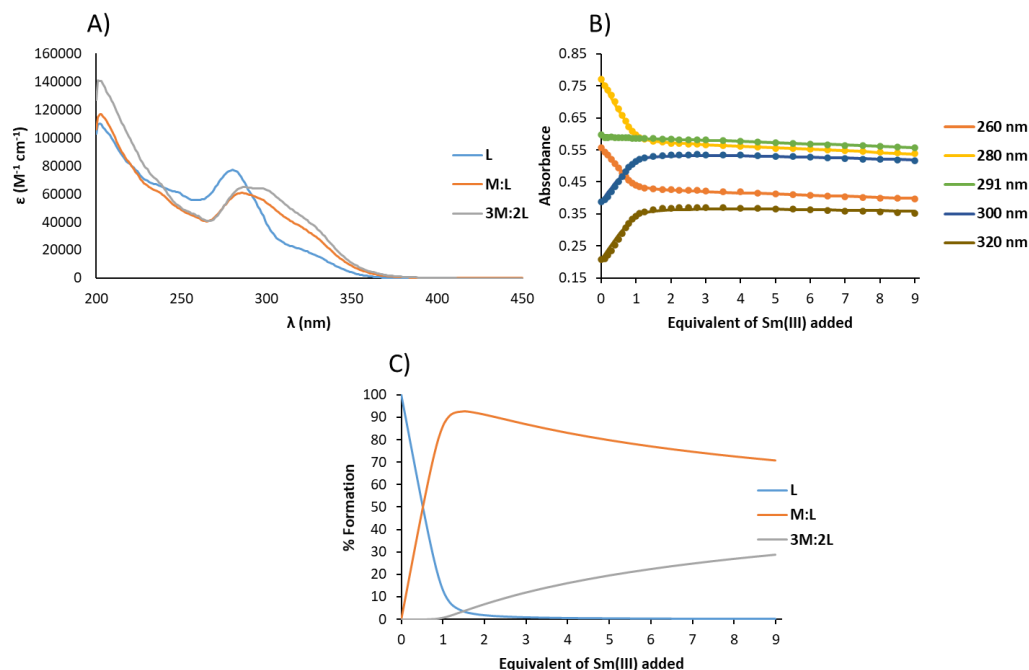 A)
ε (M⁻¹ cm⁻¹)
160000
140000
120000
100000
80000
60000
40000
20000
0
200
250
300
350
400
450
λ (nm)
L
M:L
3M:2L
B)
Absorbance
0.85
0.75
0.65
0.55
0.45
0.35
0.25
0.15
0
1
2
3
4
5
6
7
8
9
Equivalent of Sm(III) added
260 nm
280 nm
291 nm
300 nm
320 nm
C)
% Formation
100
90
80
70
60
50
40
30
20
10
0
0
1
2
3
4
5
6
7
8
9
Equivalent of Sm(III) added
L
M:L
3M:2L